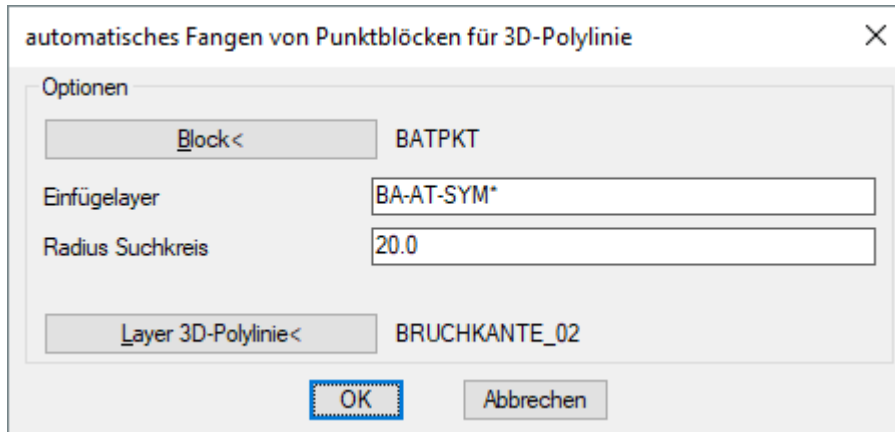 automatisches Fangen von Punktblöcken für 3D-Polylinie
Optionen
Block< BATPKT
Einfügelayer BA-AT-SYM*
Radius Suchkreis 20.0
Layer 3D-Polylinie< BRUCHKANTE_02
OK Abbrechen